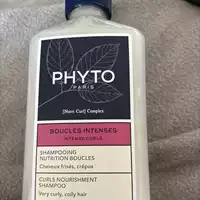 PHYTO
PARIS
[Nutri Curl] Complex
BOUCLES INTENSES
INTENSE CURLS
SHAMPOOING
NUTRITION BOUCLES
Cheveux frisés, crépus
CURLS NOURISHMENT
SHAMPOO
Very curly, coily hair